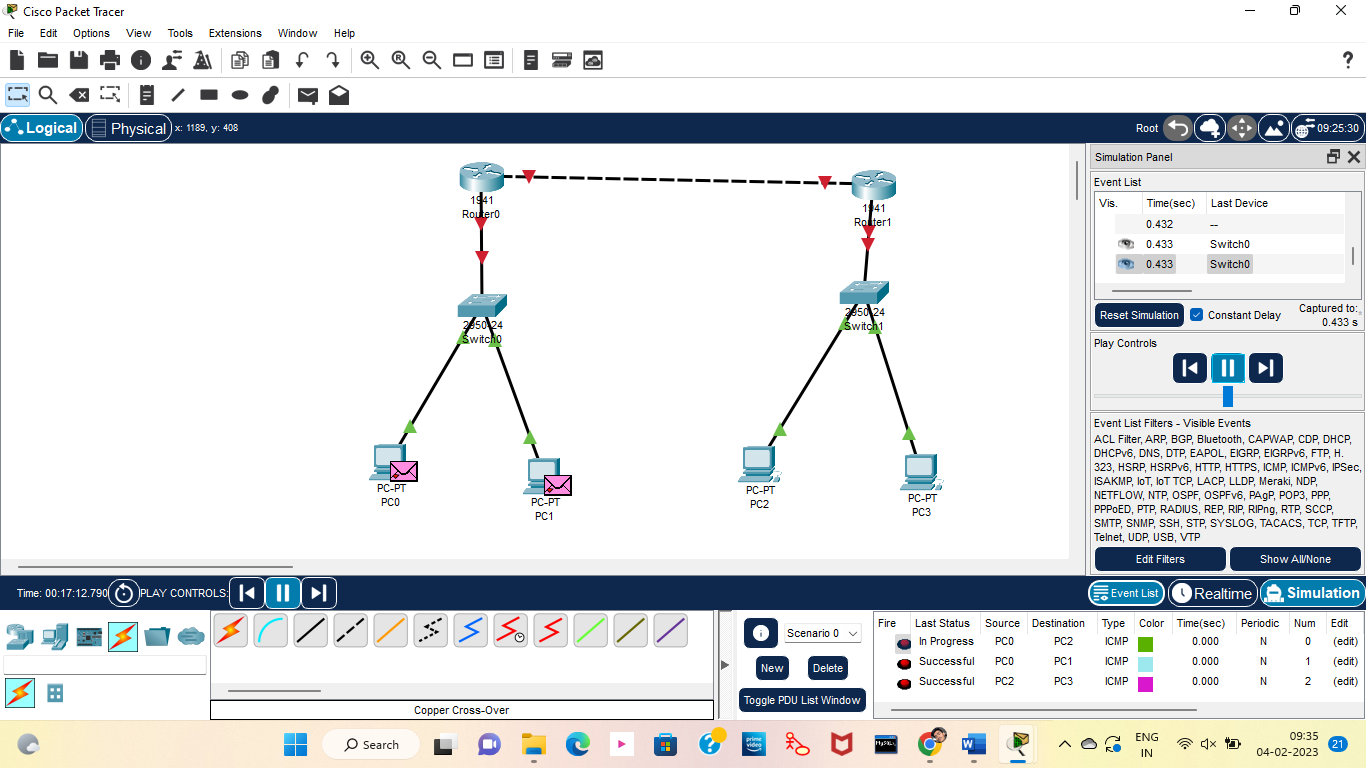 Cisco Packet Tracer
File Edit Options View Tools Extensions Window Help
Logical Physical x: 1189, y: 408 Root 09:25:30
1941
Router0
1941
Router1
2950-24
Switch0
2950-24
Switch1
PC-PT
PC0
PC-PT
PC1
PC-PT
PC2
PC-PT
PC3
Simulation Panel
Event List
Vis. Time(sec) Last Device
0.432 --
0.433 Switch0
0.433 Switch0
Reset Simulation Constant Delay Captured to:
0.433 s
Play Controls
Event List Filters - Visible Events
ACL Filter, ARP, BGP, Bluetooth, CAPWAP, CDP, DHCP,
DHCPv6, DNS, DTP, EAPOL, EIGRP, EIGRPv6, FTP, H.
323, HSRP, HSRPv6, HTTP, HTTPS, ICMP, ICMPv6, IPSec,
ISAKMP, IoT, IoT TCP, LACP, LLDP, Meraki, NDP,
NETFLOW, NTP, OSPF, OSPFv6, PAgP, POP3, PPP,
PPPoED, PTP, RADIUS, REP, RIP, RIPng, RTP, SCCP,
SMTP, SNMP, SSH, STP, SYSLOG, TACACS, TCP, TFTP,
Telnet, UDP, USB, VTP
Edit Filters Show All/None
Time: 00:17:12.790 PLAY CONTROLS: Event List Realtime Simulation
Scenario 0
New Delete
Toggle PDU List Window
Fire Last Status Source Destination Type Color Time(sec) Periodic Num Edit
In Progress PC0 PC2 ICMP 0.000 N 0 (edit)
Successful PC0 PC1 ICMP 0.000 N 1 (edit)
Successful PC2 PC3 ICMP 0.000 N 2 (edit)
Copper Cross-Over
Search
prime
video
MySQL
ENG
IN
09:35
04-02-2023
21